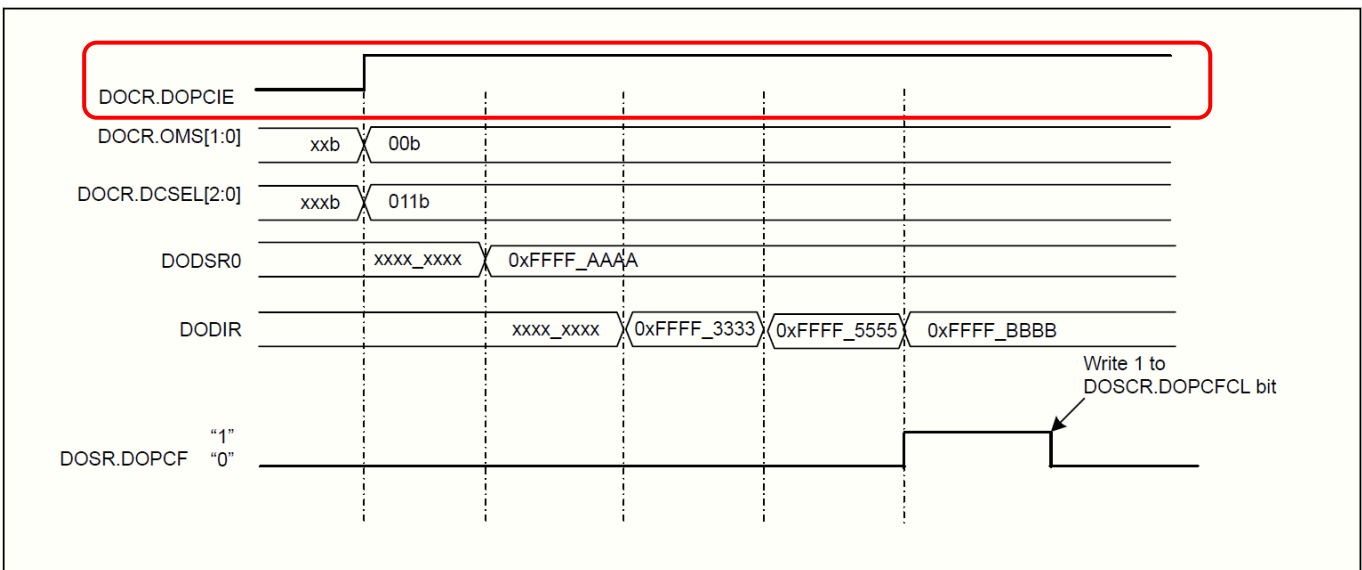 DOCR.DOPCIE
DOCR.OMS[1:0] xxb 00b
DOCR.DCSEL[2:0] xxxb 011b
DODSR0 xxxx_xxxx 0xFFFF_AAAA
DODIR xxxx_xxxx 0xFFFF_3333 0xFFFF_5555 0xFFFF_BBBB
Write 1 to
DOSCR.DOPCFCL bit
“1”
DOSR.DOPCF “0”